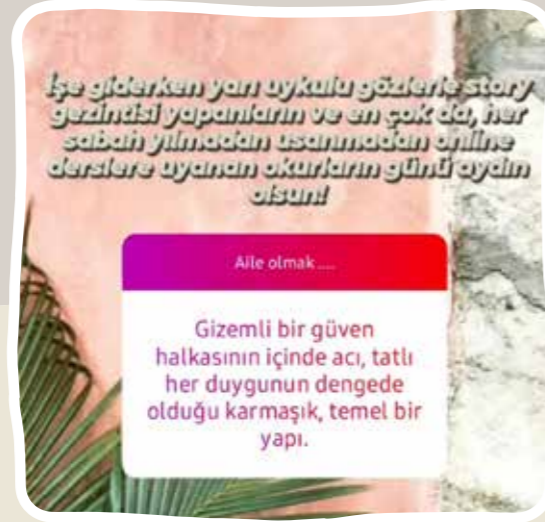 İşe giderken yarı uykulu gözlerle story
gezintisi yapanların ve en çok da, her
sabah yılmadan usanmadan online
derslere uyanan okurların günü aydın
olsun!
Aile olmak ....
Gizemli bir güven
halkasının içinde acı, tatlı
her duygunun dengede
olduğu karmaşık, temel bir
yapı.